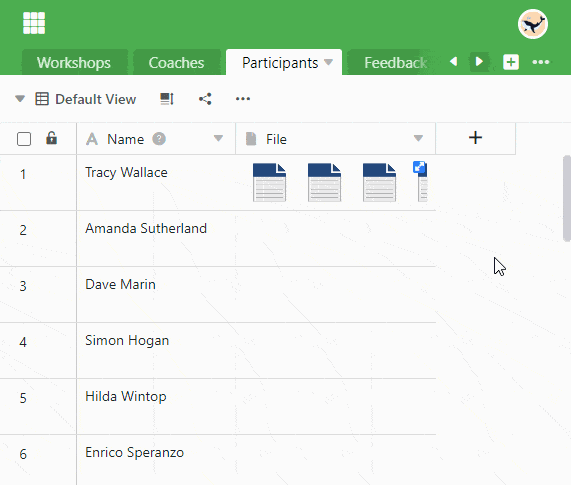 Workshops Coaches Participants Feedback
Default View
A Name ? File +
1 Tracy Wallace
2 Amanda Sutherland
3 Dave Marin
4 Simon Hogan
5 Hilda Wintop
6 Enrico Speranzo